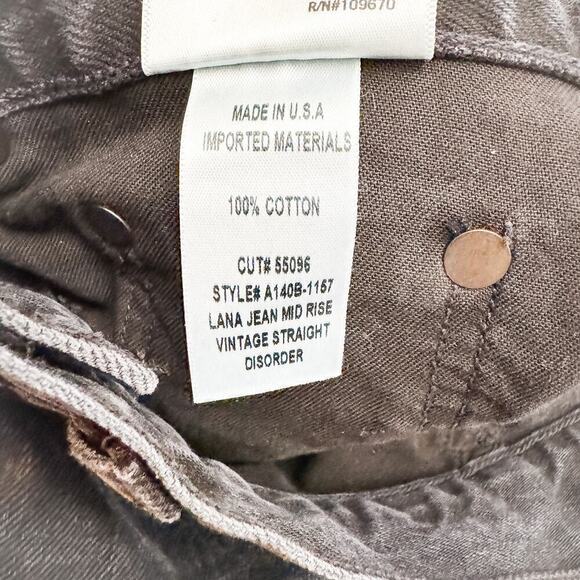 R/N#109670
MADE IN U.S.A
IMPORTED MATERIALS
100% COTTON
CUT# 55096
STYLE# A140B-1157
LANA JEAN MID RISE
VINTAGE STRAIGHT
DISORDER